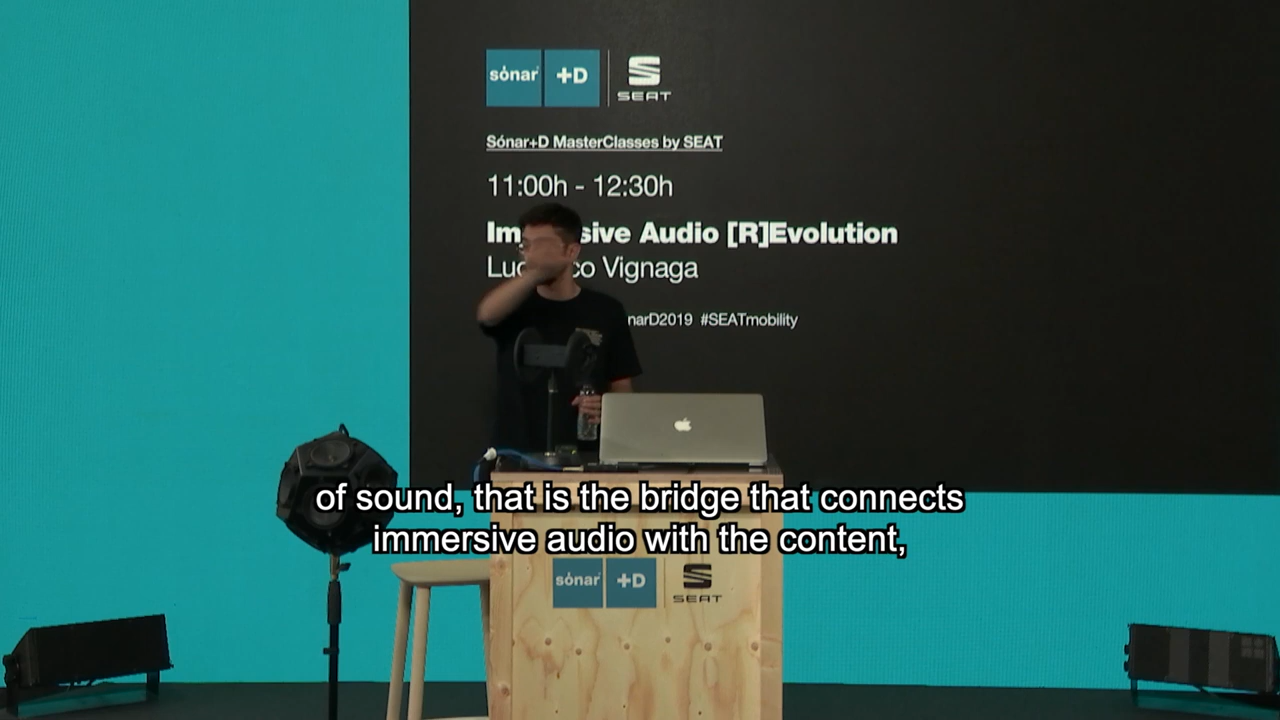 sónar +D
SEAT
Sónar+D MasterClasses by SEAT
11:00h - 12:30h
Audio [R]Evolution
Vignaga
#SEATmobility
of sound, that is the bridge that connects
immersive audio with the content,
sónar +D
SEAT